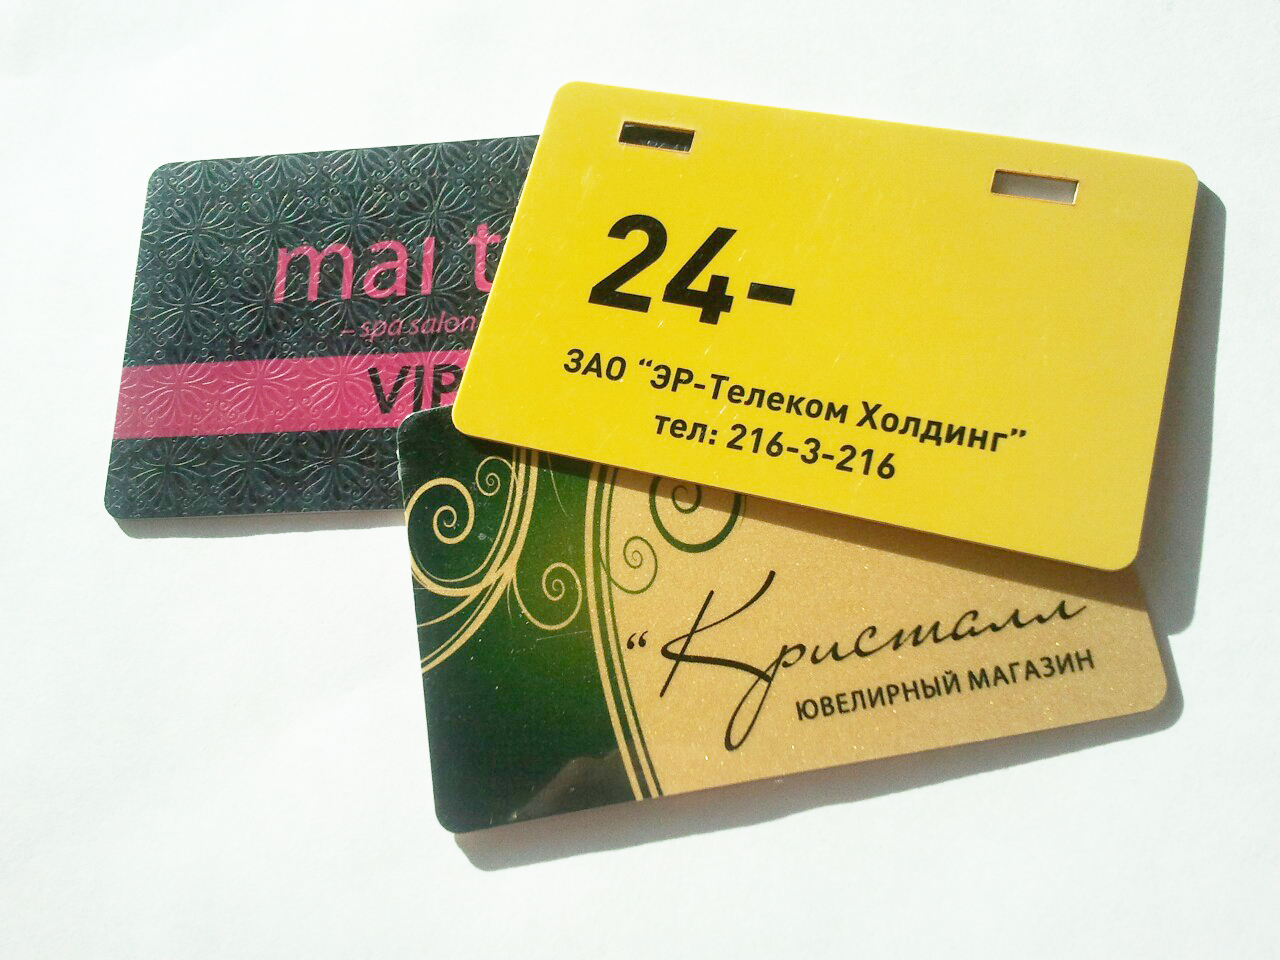 mai t
– spa salon
VIP
24-
ЗАО “ЭР-Телеком Холдинг”
тел: 216-3-216
“Кристалл
ЮВЕЛИРНЫЙ МАГАЗИН